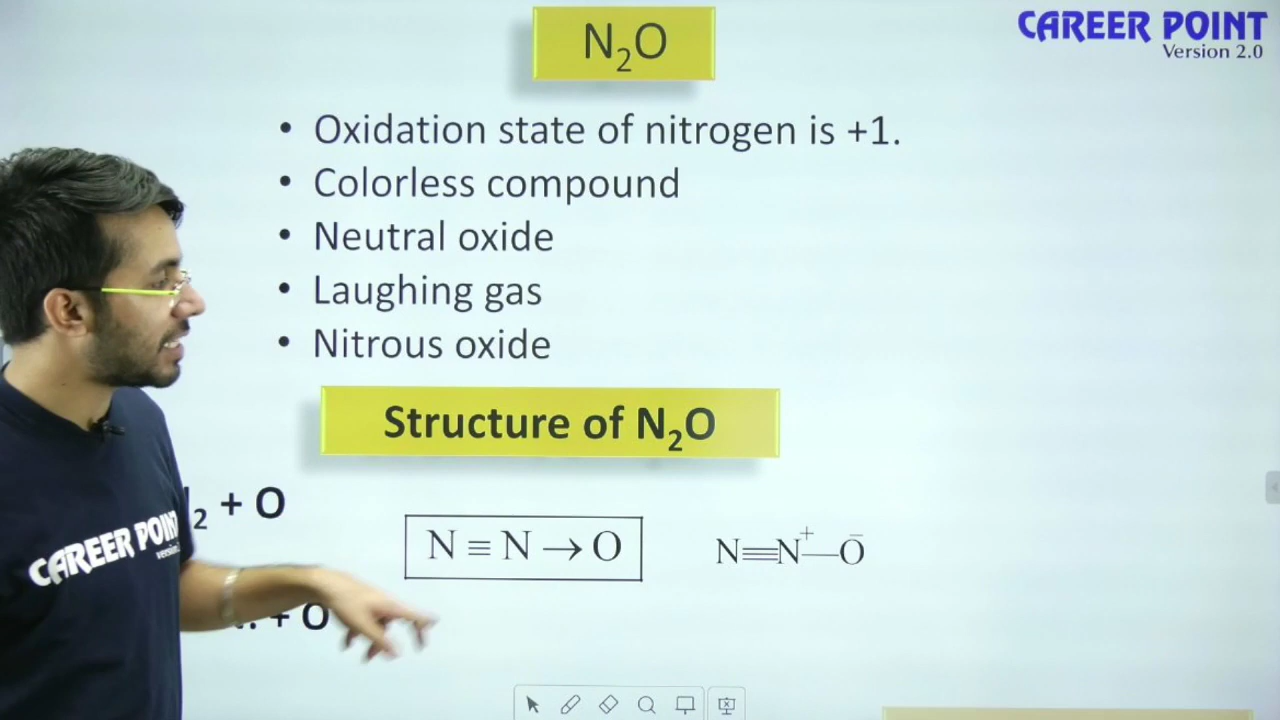 N₂O
CAREER POINT
Version 2.0
• Oxidation state of nitrogen is +1.
• Colorless compound
• Neutral oxide
• Laughing gas
• Nitrous oxide
Structure of N₂O
₂ + O
N ≡ N → O
N≡N⁺—O⁻
CAREER POINT
+ O